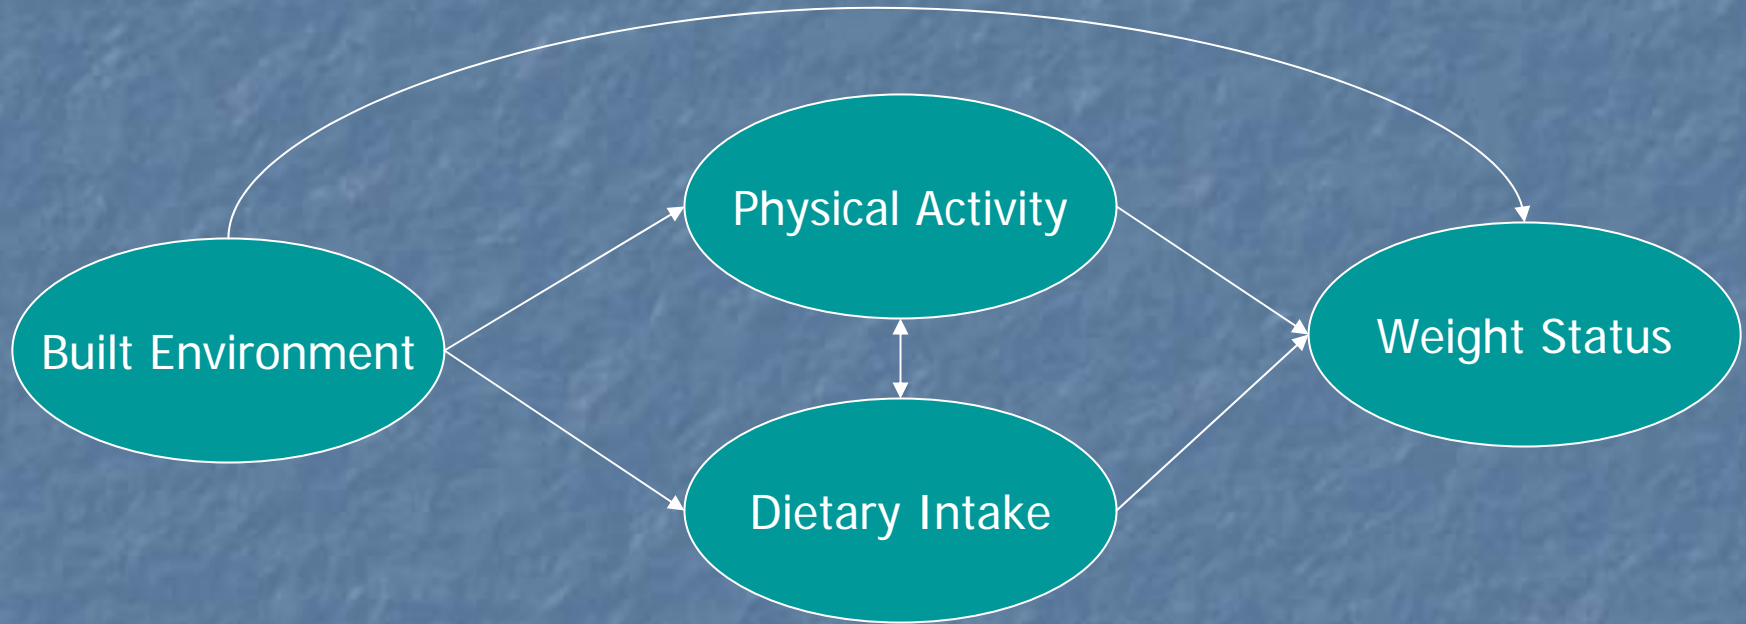 Physical Activity
Built Environment
Weight Status
Dietary Intake